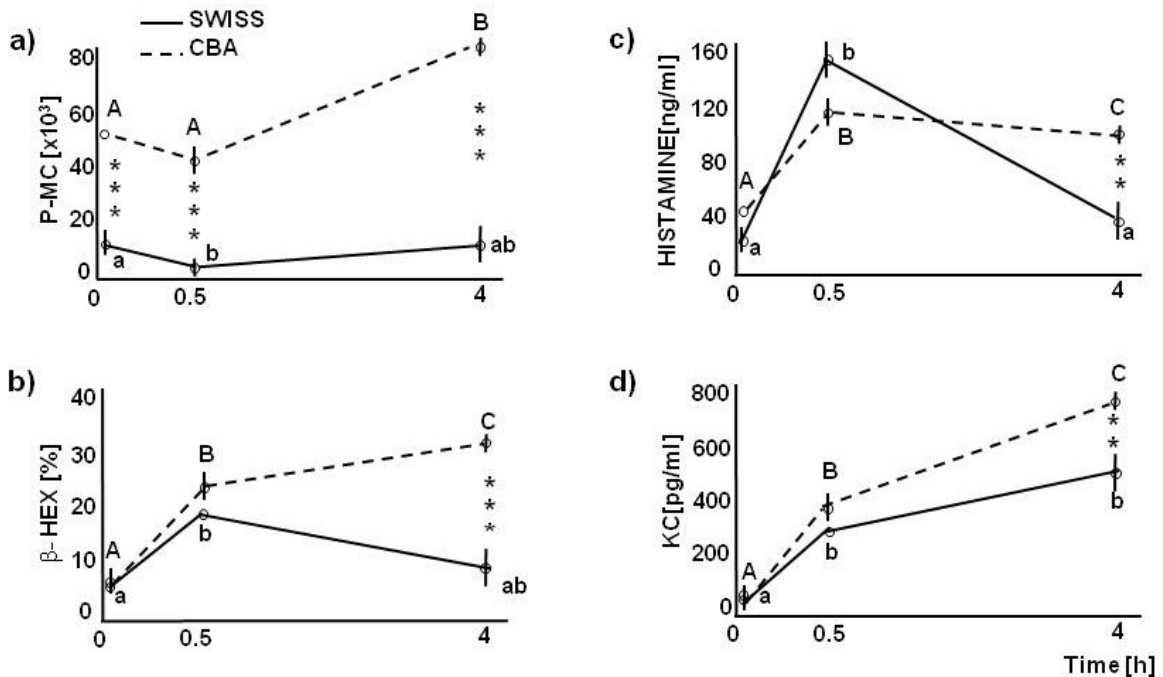 SWISS
CBA
a)
P-MC [x10³]
80
60
40
20
0
A
A
B
***
***
***
a
b
ab
0
0.5
4
c)
HISTAMINE[ng/ml]
160
120
80
40
0
A
B
C
**
a
b
a
0
0.5
4
b)
β-HEX [%]
40
30
20
10
0
A
B
C
***
a
b
ab
0
0.5
4
d)
KC[pg/ml]
800
600
400
200
0
A
B
C
**
a
b
b
0
0.5
4
Time [h]